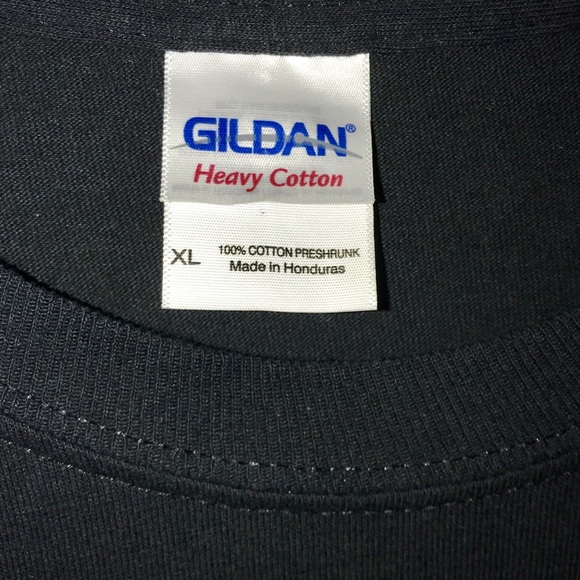 GILDAN®
Heavy Cotton
XL 100% COTTON PRESHRUNK
Made in Honduras